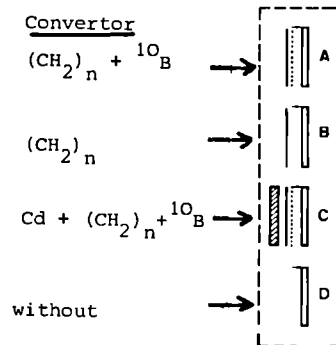 Convertor
(CH₂)ₙ + ¹⁰B A
(CH₂)ₙ B
Cd + (CH₂)ₙ+¹⁰B C
without D